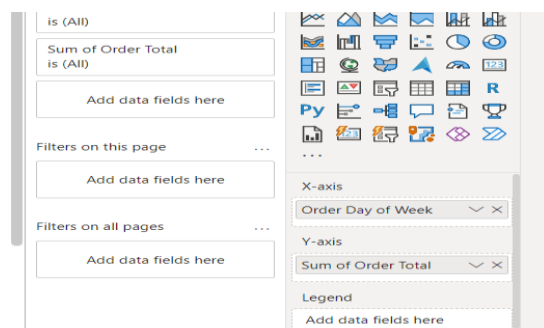 is (All)
Sum of Order Total
is (All)
Add data fields here
Filters on this page
...
Add data fields here
Filters on all pages
...
Add data fields here
123
R
Py
123
...
X-axis
Order Day of Week
Y-axis
Sum of Order Total
Legend
Add data fields here